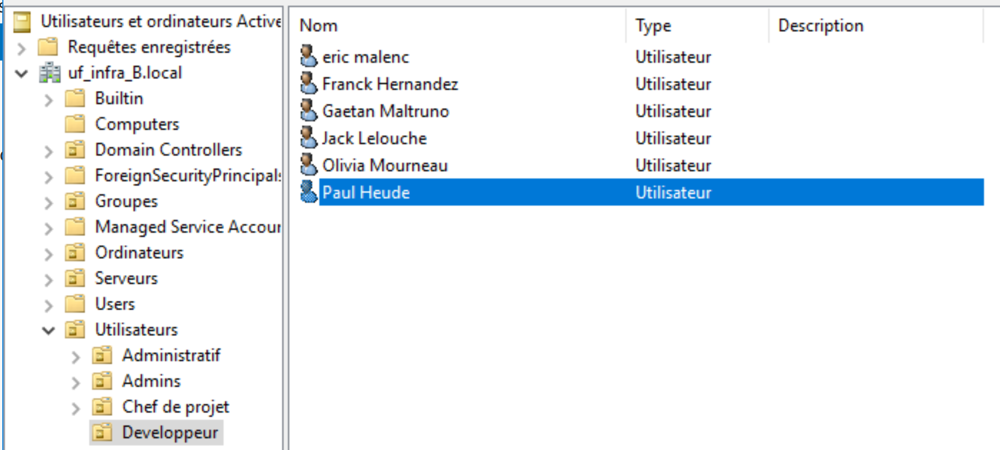 Utilisateurs et ordinateurs Active
Requêtes enregistrées
uf_infra_B.local
Builtin
Computers
Domain Controllers
ForeignSecurityPrincipals
Groupes
Managed Service Accour
Ordinateurs
Serveurs
Users
Utilisateurs
Administratif
Admins
Chef de projet
Developpeur
Nom Type Description
eric malenc Utilisateur
Franck Hernandez Utilisateur
Gaetan Maltruno Utilisateur
Jack Lelouche Utilisateur
Olivia Mourneau Utilisateur
Paul Heude Utilisateur